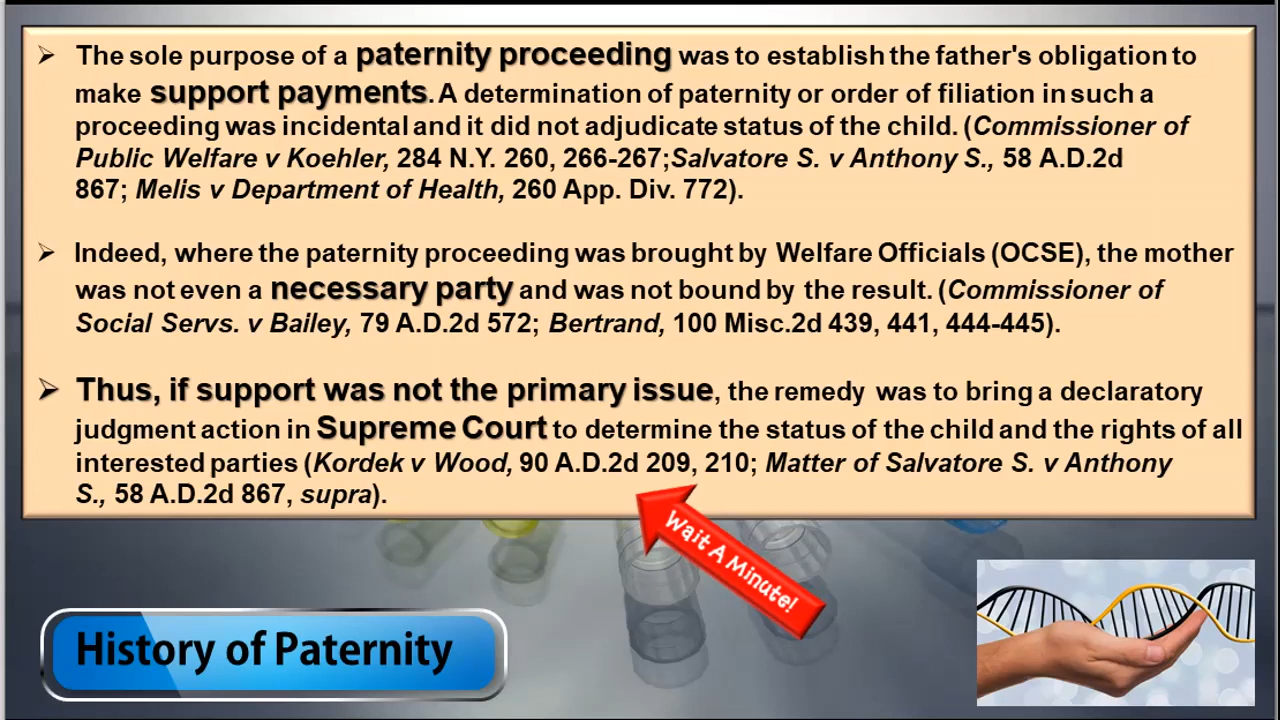 ➢ The sole purpose of a paternity proceeding was to establish the father's obligation to
make support payments. A determination of paternity or order of filiation in such a
proceeding was incidental and it did not adjudicate status of the child. (Commissioner of
Public Welfare v Koehler, 284 N.Y. 260, 266-267;Salvatore S. v Anthony S., 58 A.D.2d
867; Melis v Department of Health, 260 App. Div. 772).
➢ Indeed, where the paternity proceeding was brought by Welfare Officials (OCSE), the mother
was not even a necessary party and was not bound by the result. (Commissioner of
Social Servs. v Bailey, 79 A.D.2d 572; Bertrand, 100 Misc.2d 439, 441, 444-445).
➢ Thus, if support was not the primary issue, the remedy was to bring a declaratory
judgment action in Supreme Court to determine the status of the child and the rights of all
interested parties (Kordek v Wood, 90 A.D.2d 209, 210; Matter of Salvatore S. v Anthony
S., 58 A.D.2d 867, supra).
Wait A Minute!
History of Paternity